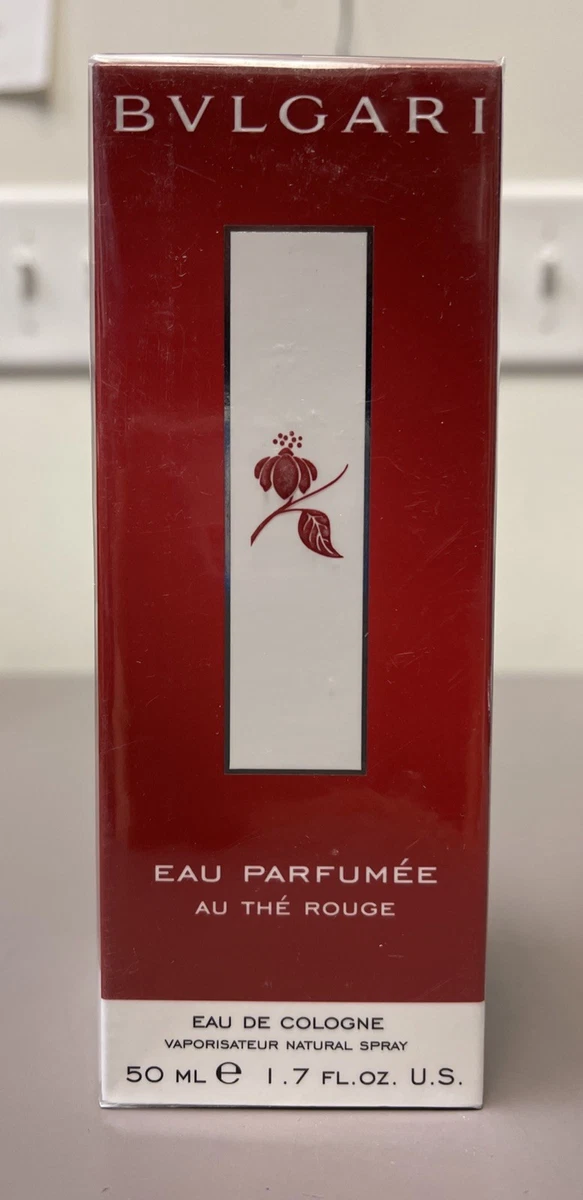 BVLGARI
EAU PARFUMÉE
AU THÉ ROUGE
EAU DE COLOGNE
VAPORISATEUR NATURAL SPRAY
50 ML ℮ 1.7 FL.OZ. U.S.